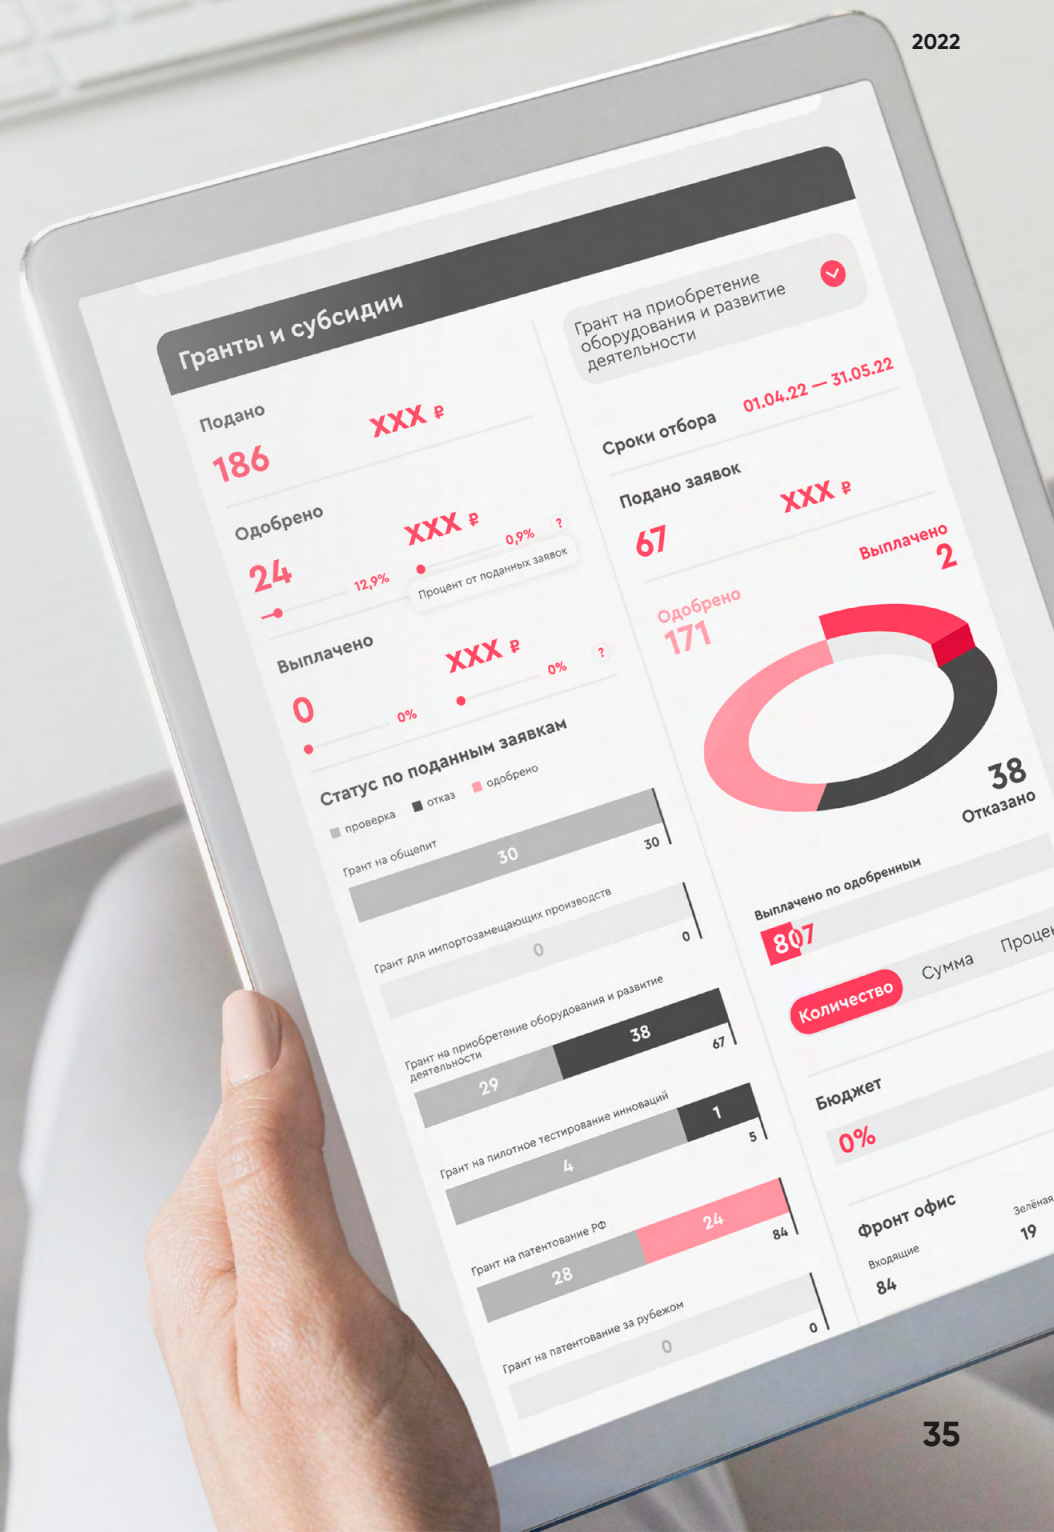 2022
Гранты и субсидии
Подано
186
XXX ₽
Одобрено
24
12,9%
XXX ₽
0,9%
?
Процент от поданных заявок
Выплачено
0
0%
XXX ₽
0%
?
Статус по поданным заявкам
проверка отказ одобрено
Грант на общепит
30
30
Грант для импортозамещающих производств
0
0
Грант на приобретение оборудования и развитие
деятельности
29
38
67
Грант на пилотное тестирование инноваций
4
1
5
Грант на патентование РФ
28
24
84
Грант на патентование за рубежом
0
0
Грант на приобретение
оборудования и развитие
деятельности
Сроки отбора
01.04.22 — 31.05.22
Подано заявок
67
XXX ₽
Выплачено
2
Одобрено
171
38
Отказано
Выплачено по одобренным
807
Количество Сумма Процен
Бюджет
0%
Фронт офис
Входящие
84
Зелёная
19
35